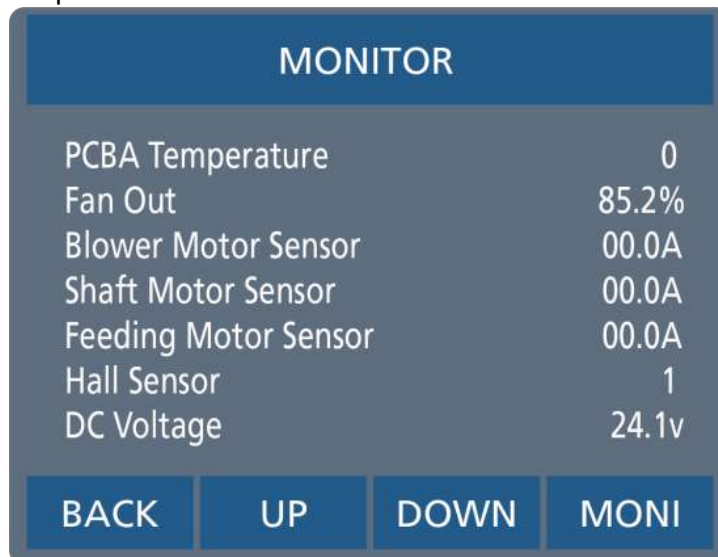 MONITOR
PCBA Temperature 0
Fan Out 85.2%
Blower Motor Sensor 00.0A
Shaft Motor Sensor 00.0A
Feeding Motor Sensor 00.0A
Hall Sensor 1
DC Voltage 24.1v
BACK UP DOWN MONI